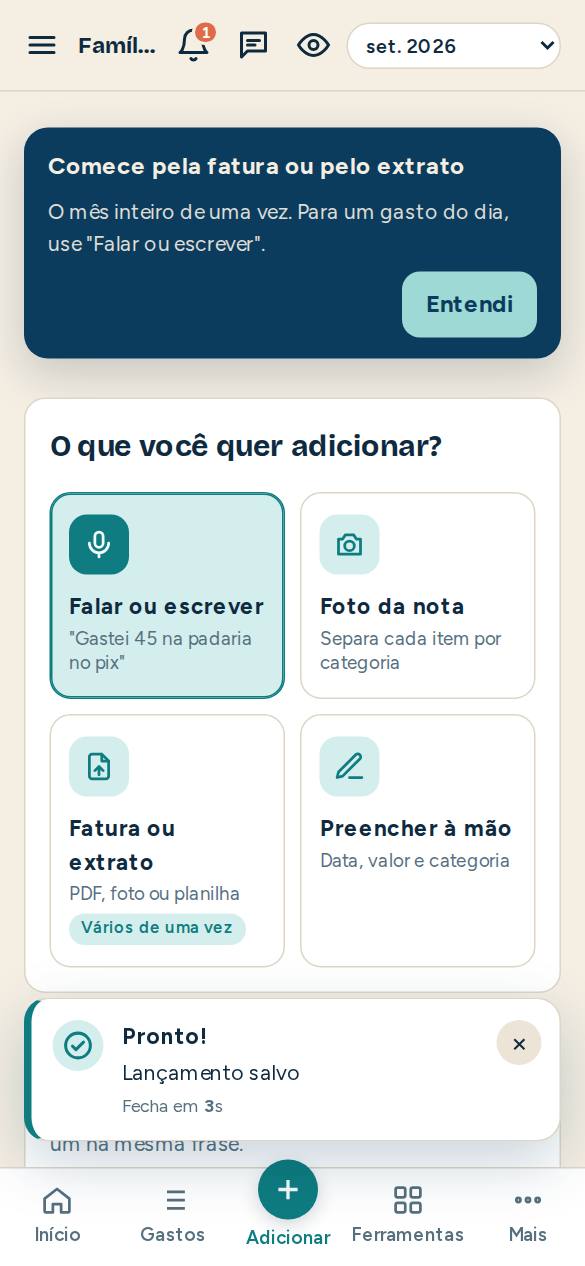 Famíl...
1
set. 2026
Comece pela fatura ou pelo extrato
O mês inteiro de uma vez. Para um gasto do dia,
use "Falar ou escrever".
Entendi
O que você quer adicionar?
Falar ou escrever
"Gastei 45 na padaria
no pix"
Foto da nota
Separa cada item por
categoria
Fatura ou
extrato
PDF, foto ou planilha
Vários de uma vez
Preencher à mão
Data, valor e categoria
Pronto!
Lançamento salvo
Fecha em 3s
um na mesma frase.
Início
Gastos
Adicionar
Ferramentas
Mais